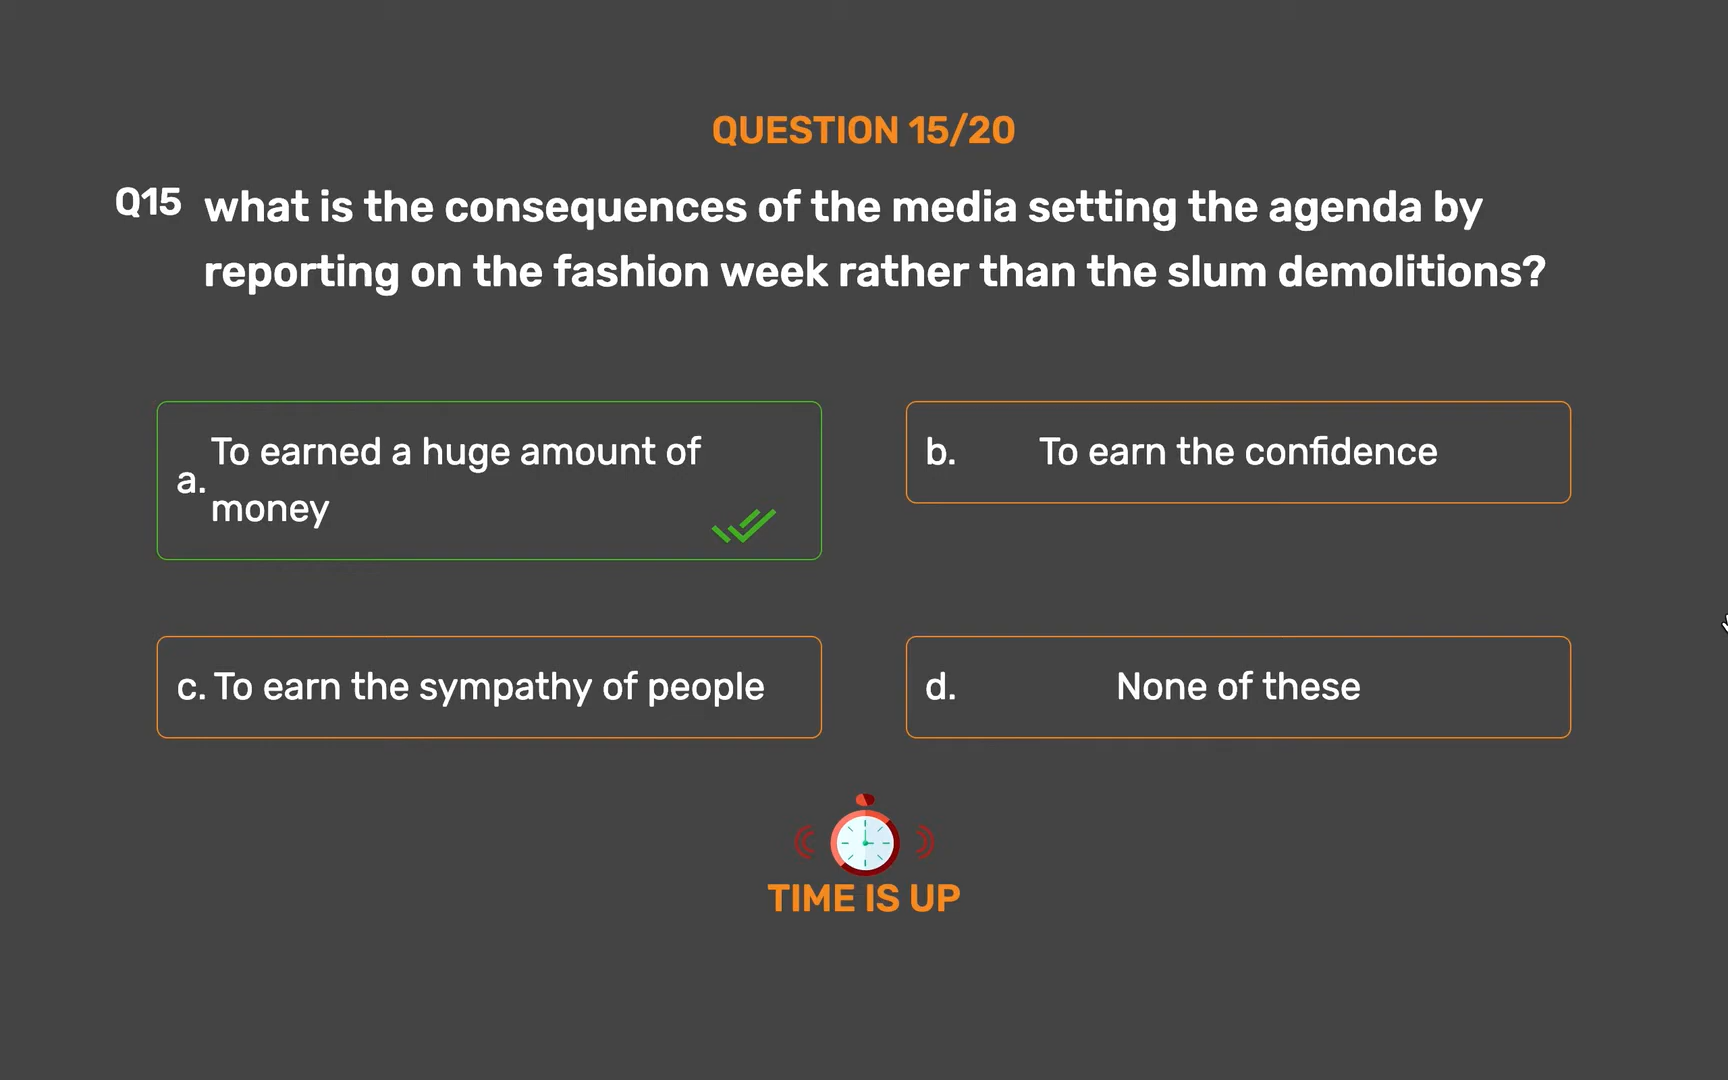 QUESTION 15/20
Q15 what is the consequences of the media setting the agenda by
reporting on the fashion week rather than the slum demolitions?
a. To earned a huge amount of
money
b. To earn the confidence
c. To earn the sympathy of people
d. None of these
TIME IS UP